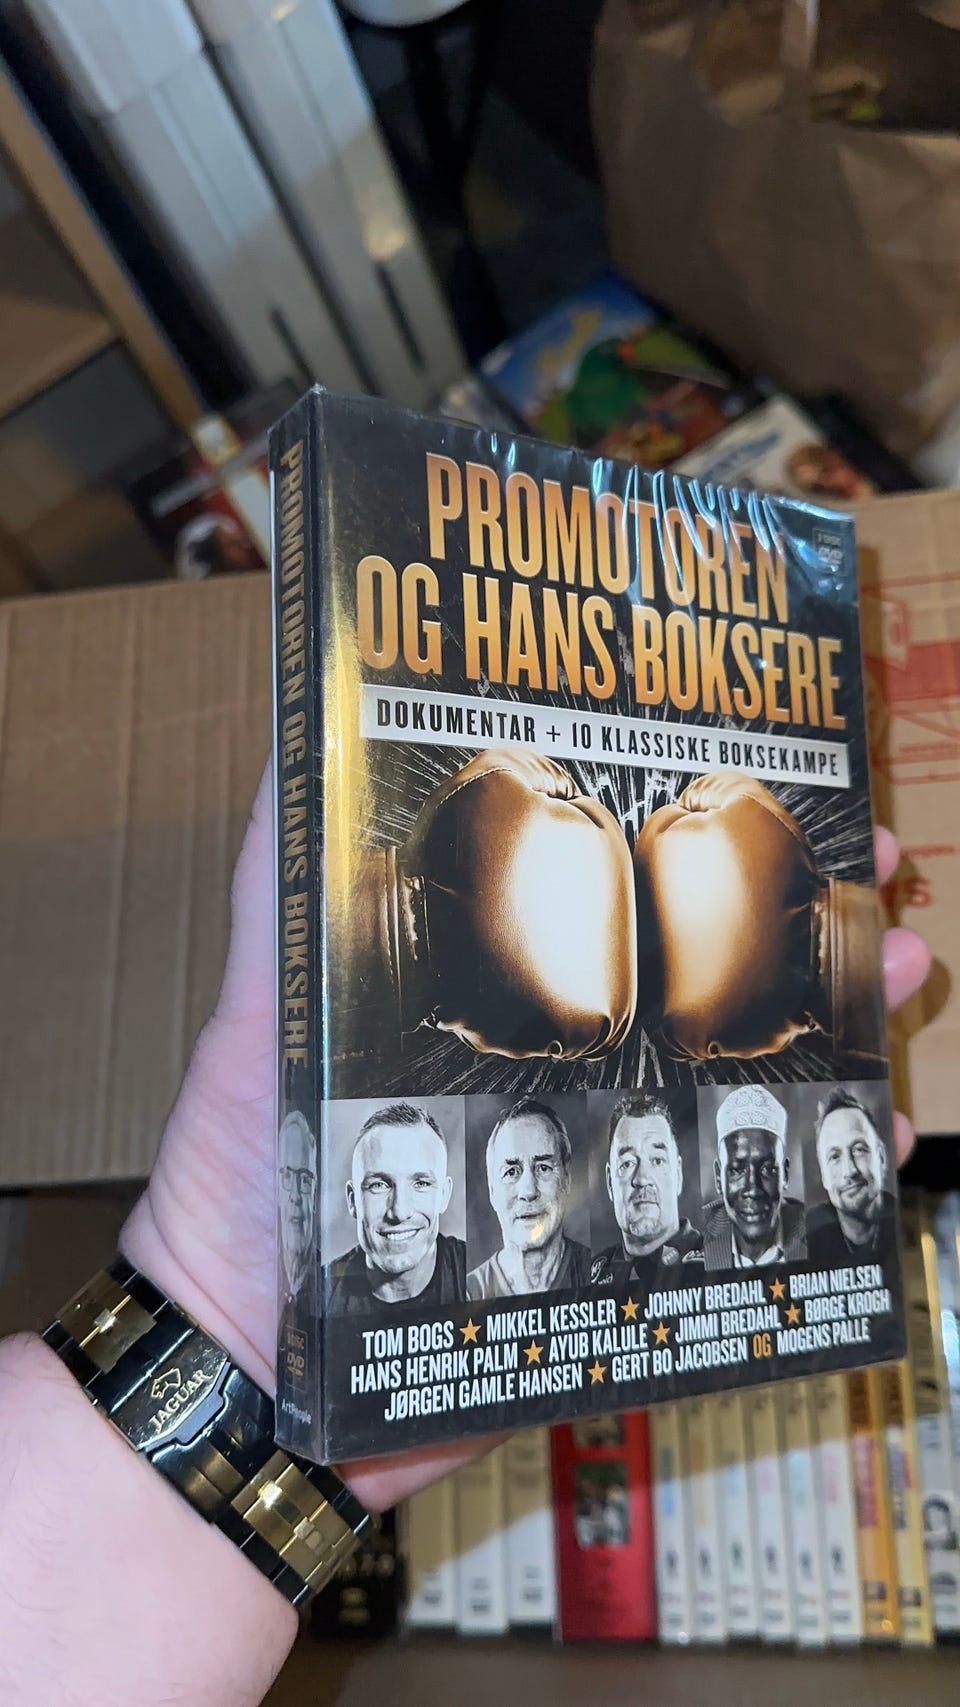 PROMOTOREN
OG HANS BOKSERE
DOKUMENTAR + 10 KLASSISKE BOKSEKAMPE
TOM BOGS ★ MIKKEL KESSLER ★ JOHNNY BREDAHL ★ BRIAN NIELSEN
HANS HENRIK PALM ★ AYUB KALULE ★ JIMMI BREDAHL ★ BØRGE KROGH
JØRGEN GAMLE HANSEN ★ GERT BO JACOBSEN OG MOGENS PALLE
PROMOTOREN OG HANS BOKSERE
DVD
ArtPeople
JAGUAR